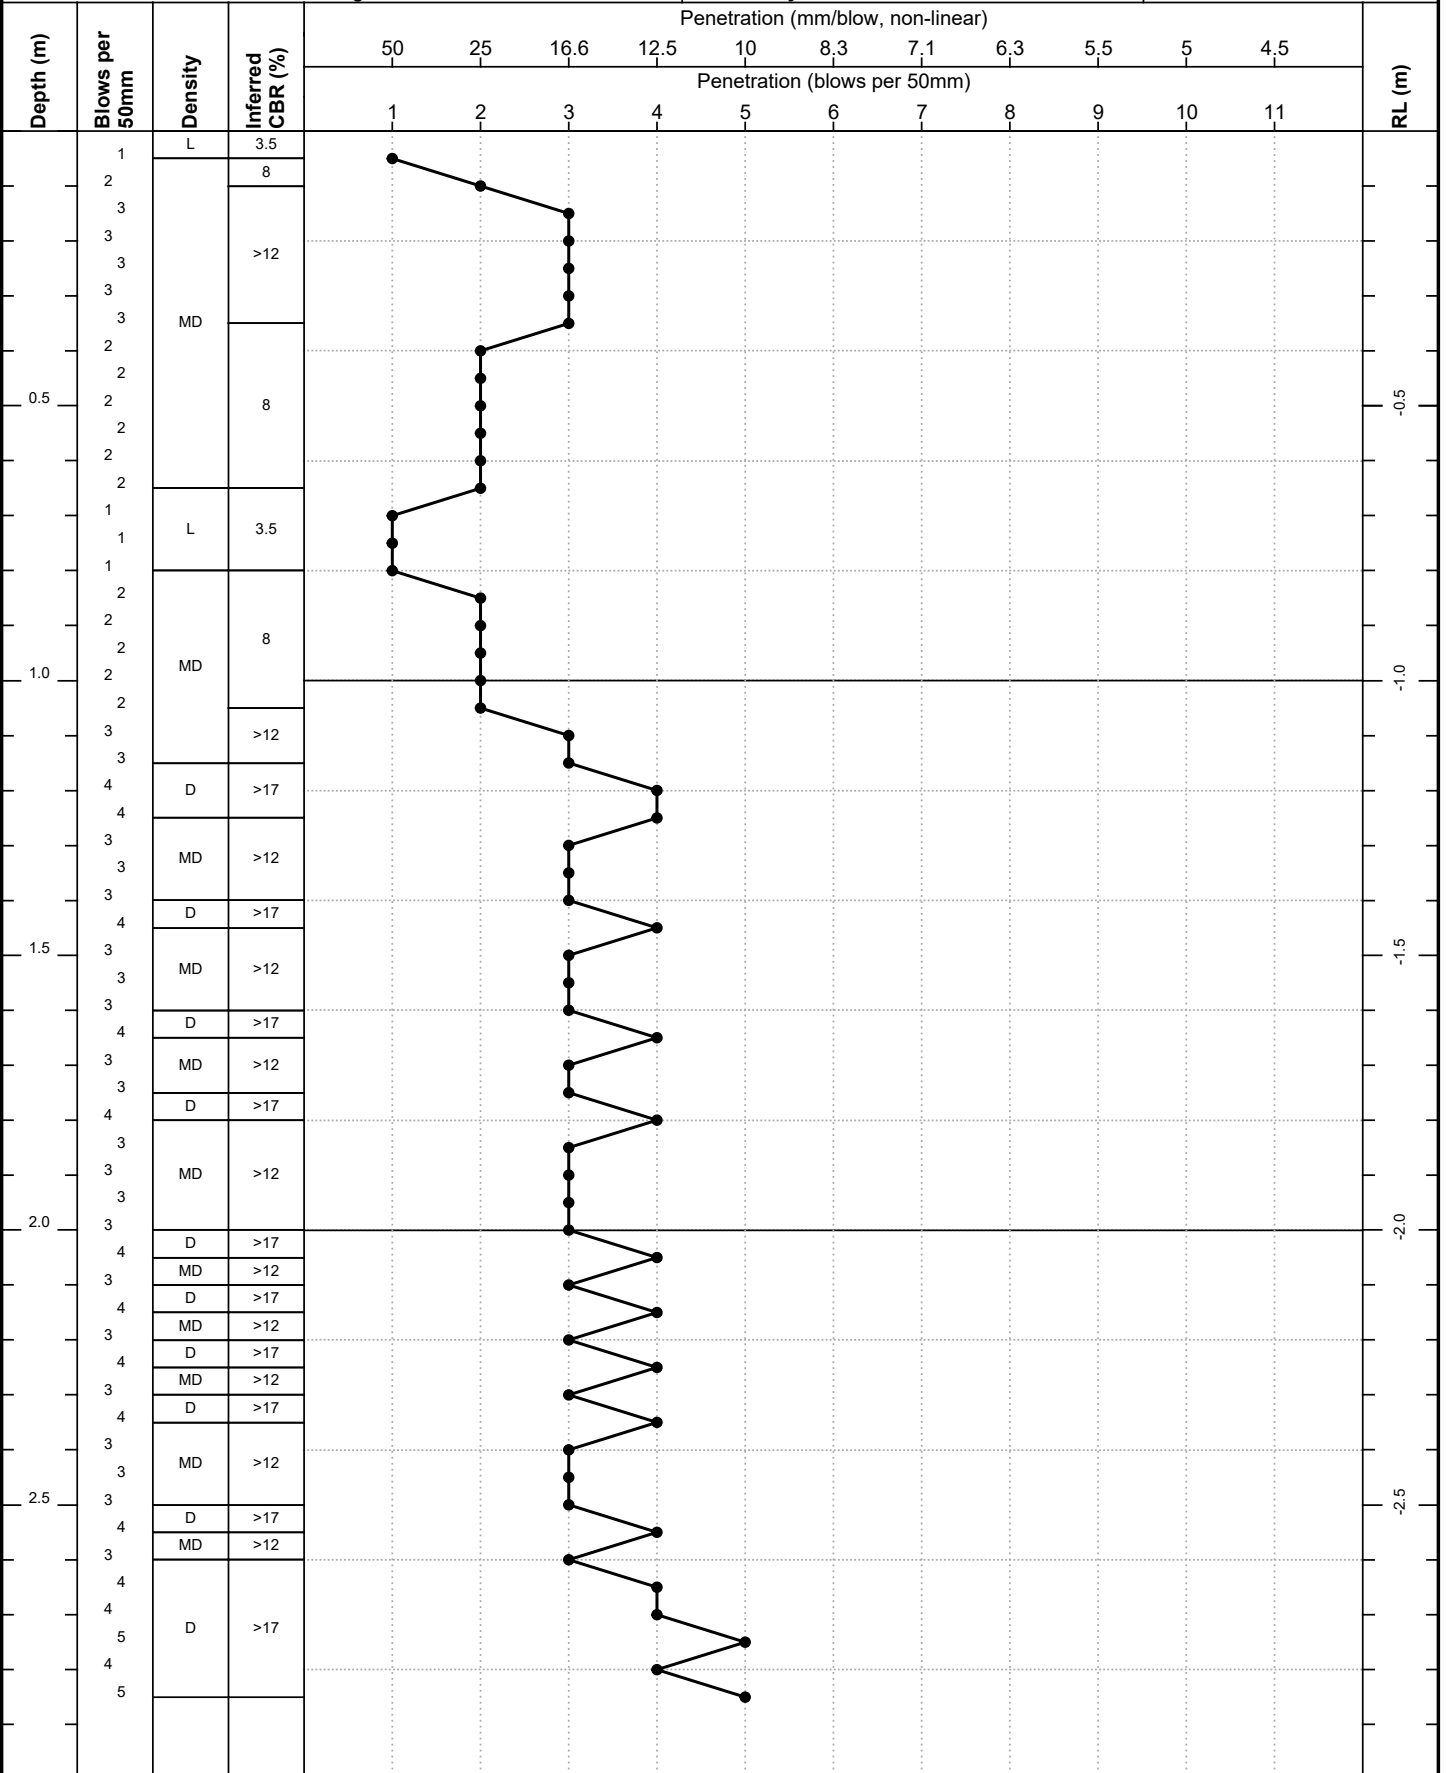 Penetration (mm/blow, non-linear)
Depth (m)
Blows per
50mm
Density
Inferred
CBR (%)
50 25 16.6 12.5 10 8.3 7.1 6.3 5.5 5 4.5
Penetration (blows per 50mm)
RL (m)
1 2 3 4 5 6 7 8 9 10 11
L 3.5
1
8
2
3
3
>12
3
3
3
MD
2
2
0.5 2 8 -0.5
2
2
2
1
L 3.5
1
1
2
2
8
2
MD
1.0 2 -1.0
2
3 >12
3
4 D >17
4
3
MD >12
3
3
D >17
4
1.5 3 -1.5
MD >12
3
3
D >17
4
3 MD >12
3
D >17
4
3
3 MD >12
3
2.0 3 -2.0
D >17
4
MD >12
3
D >17
4
MD >12
3
D >17
4
MD >12
3
D >17
4
3
MD >12
3
2.5 3 -2.5
D >17
4
MD >12
3
4
4
D >17
5
4
5